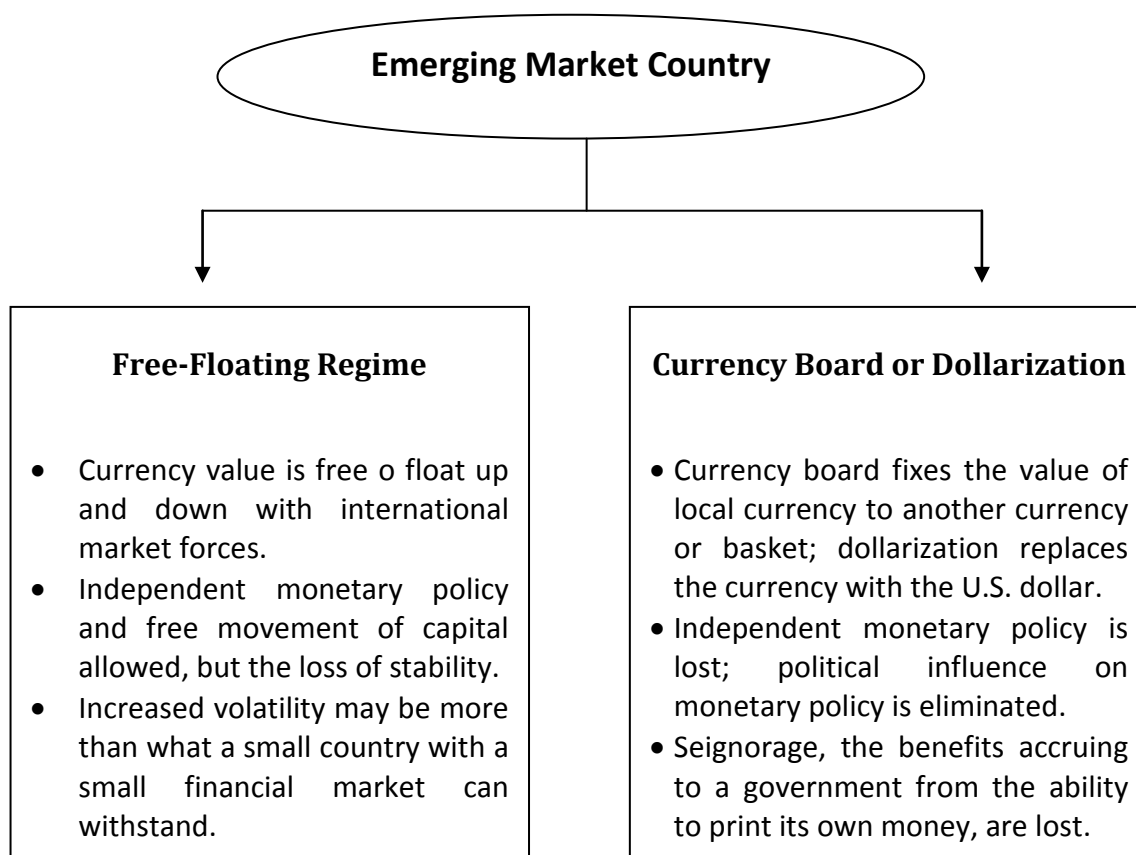 Emerging Market Country
Free-Floating Regime
• Currency value is free o float up
and down with international
market forces.
• Independent monetary policy
and free movement of capital
allowed, but the loss of stability.
• Increased volatility may be more
than what a small country with a
small financial market can
withstand.
Currency Board or Dollarization
• Currency board fixes the value of
local currency to another currency
or basket; dollarization replaces
the currency with the U.S. dollar.
• Independent monetary policy is
lost; political influence on
monetary policy is eliminated.
• Seignorage, the benefits accruing
to a government from the ability
to print its own money, are lost.